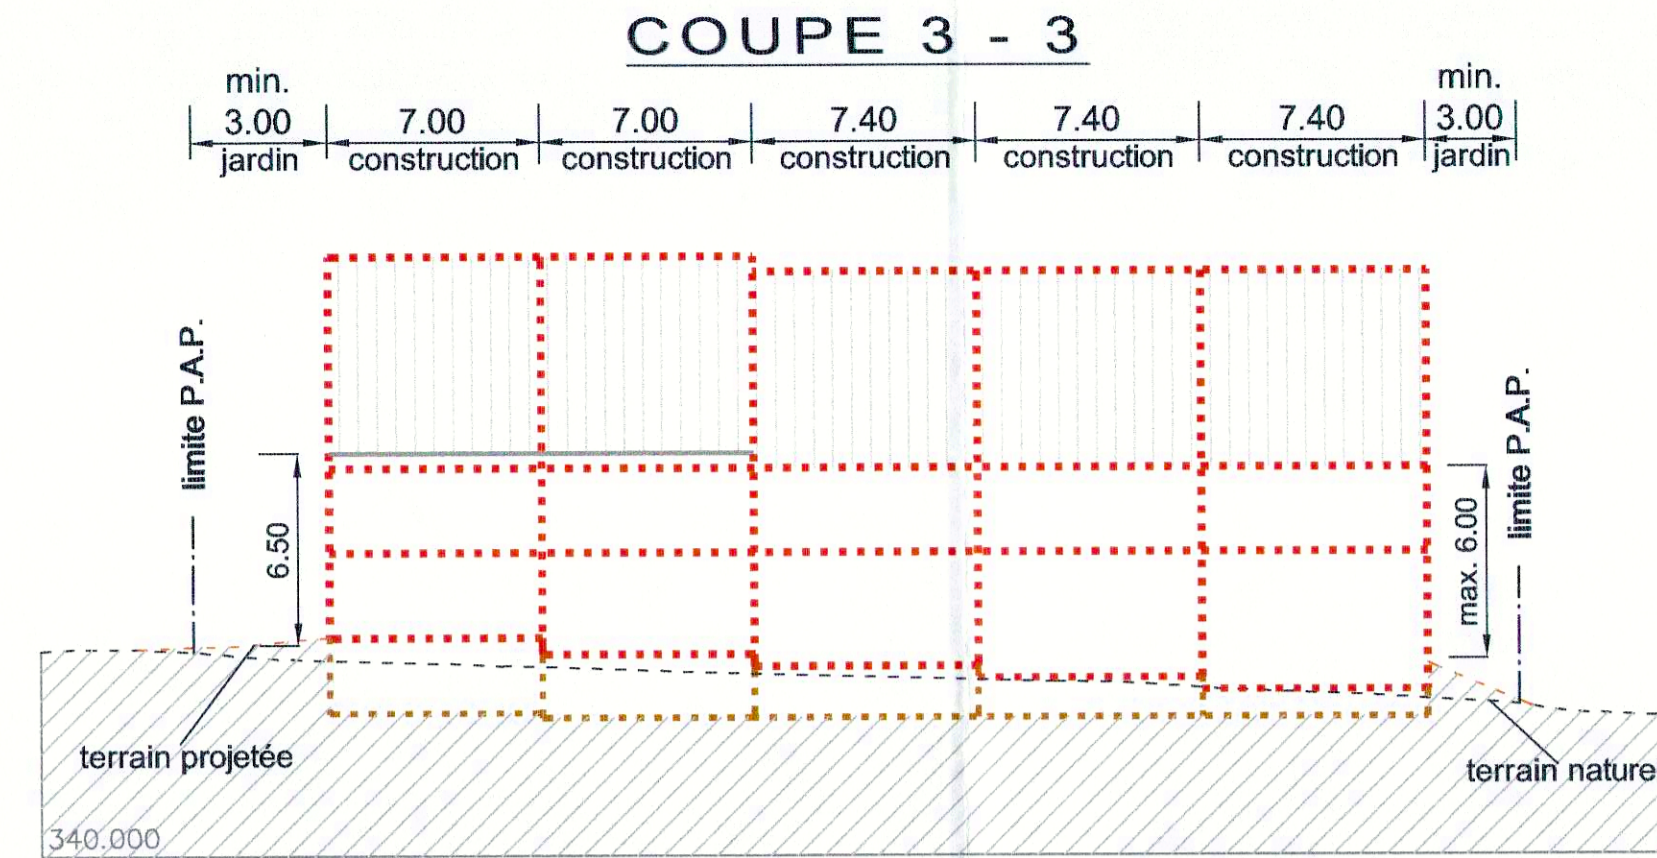 COUPE 3 - 3
min. min.
3.00 7.00 7.00 7.40 7.40 7.40 3.00
jardin construction construction construction construction construction jardin
limite P.A.P.
limite P.A.P.
6.50
max. 6.00
terrain projetée
terrain nature
340.000